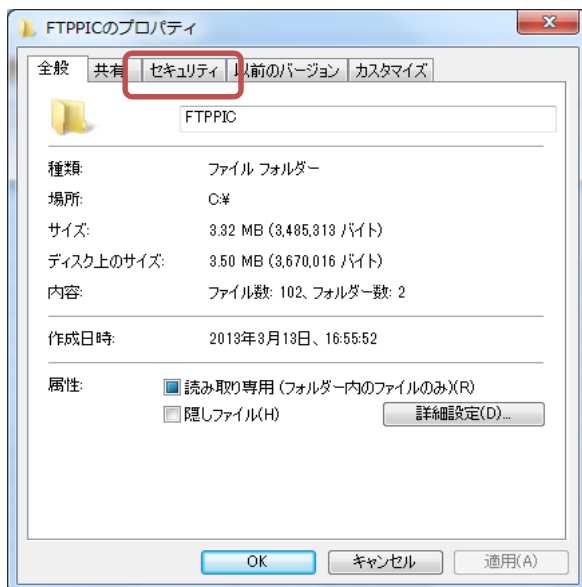 FTPPICのプロパティ
全般 共有 セキュリティ 以前のバージョン カスタマイズ
FTPPIC
種類: ファイル フォルダー
場所: C:¥
サイズ: 3.32 MB (3,485,313 バイト)
ディスク上のサイズ: 3.50 MB (3,670,016 バイト)
内容: ファイル数: 102、フォルダー数: 2
作成日時: 2013年3月13日、16:55:52
属性: 読み取り専用 (フォルダー内のファイルのみ)(R)
隠しファイル(H) 詳細設定(D)...
OK キャンセル 適用(A)